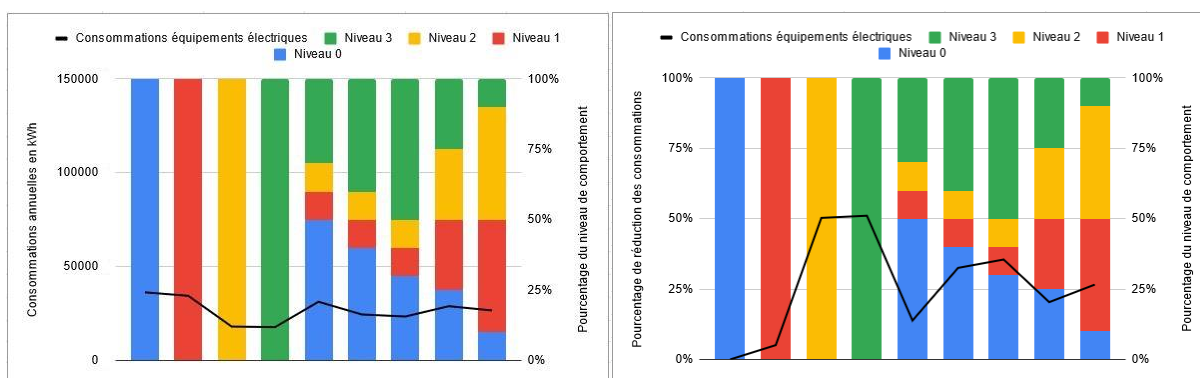 Consommations équipements électriques Niveau 3 Niveau 2 Niveau 1
Niveau 0
150000
100000
50000
0
Consommations annuelles en kWh
100%
75%
50%
25%
0%
Pourcentage du niveau de comportement
Consommations équipements électriques Niveau 3 Niveau 2 Niveau 1
Niveau 0
100%
75%
50%
25%
0%
Pourcentage de réduction des consommations
100%
75%
50%
25%
0%
Pourcentage du niveau de comportement